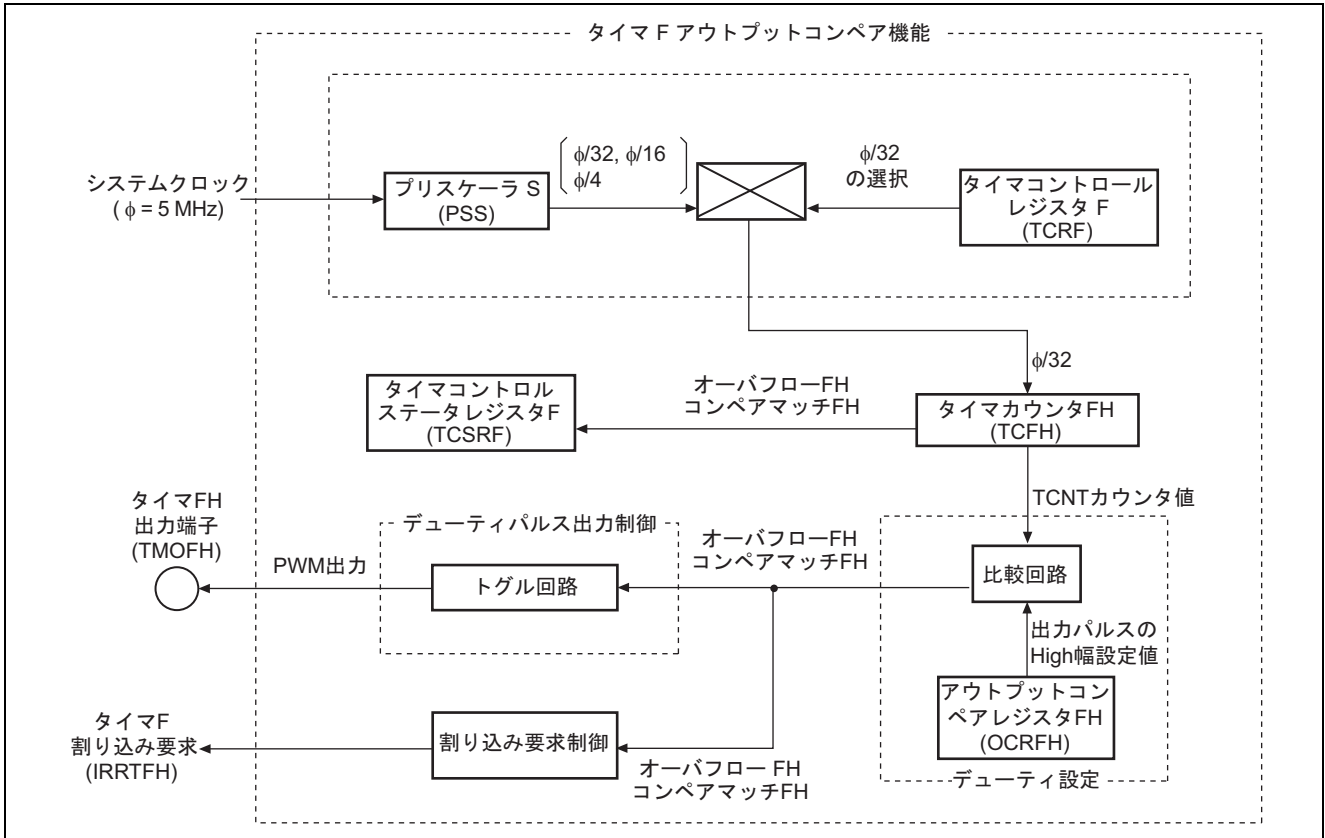 タイマ F アウトプットコンペア機能
システムクロック
( φ = 5 MHz)
プリスケーラ S
(PSS)
φ/32, φ/16
φ/4
φ/32
の選択
タイマコントロール
レジスタ F
(TCRF)
φ/32
タイマコントロル
ステータレジスタF
(TCSRF)
オーバフローFH
コンペアマッチFH
タイマカウンタFH
(TCFH)
TCNTカウンタ値
タイマFH
出力端子
(TMOFH)
PWM出力
デューティパルス出力制御
トグル回路
オーバフローFH
コンペアマッチFH
比較回路
出力パルスの
High幅設定値
アウトプットコン
ペアレジスタFH
(OCRFH)
デューティ設定
タイマF
割り込み要求
(IRRTFH)
割り込み要求制御
オーバフロー FH
コンペアマッチFH